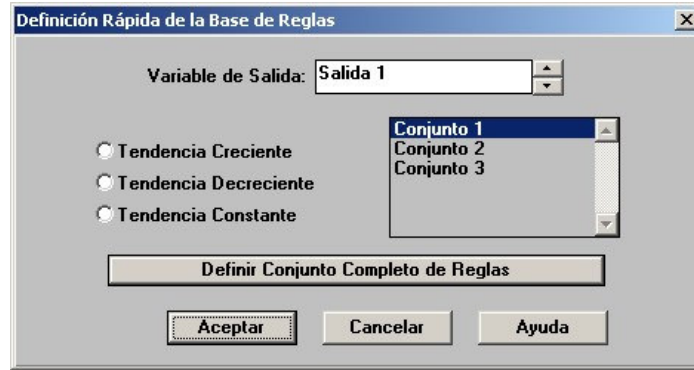 Definición Rápida de la Base de Reglas
Variable de Salida: Salida 1
Conjunto 1
Conjunto 2
Conjunto 3
Tendencia Creciente
Tendencia Decreciente
Tendencia Constante
Definir Conjunto Completo de Reglas
Aceptar Cancelar Ayuda